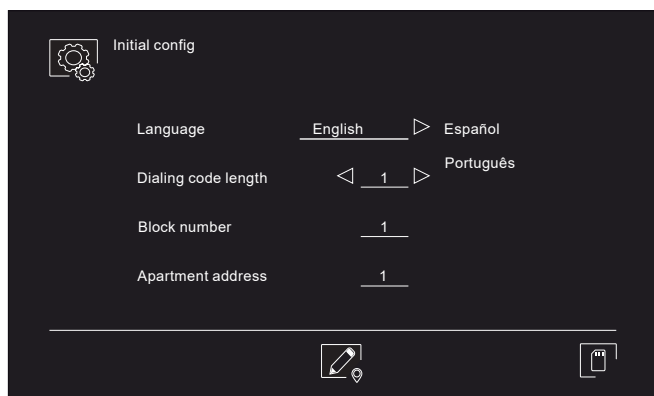 Initial config
Language English Español
Português
Dialing code length 1
Block number 1
Apartment address 1